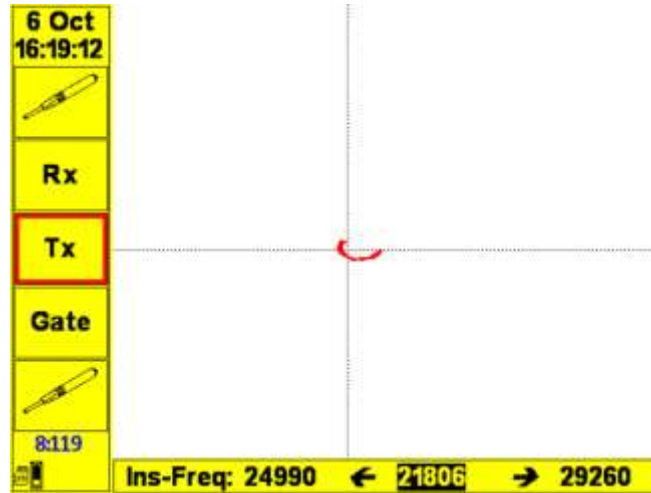 6 Oct
16:19:12
Rx
Tx
Gate
8:119
Ins-Freq: 24990 ← 21806 → 29260